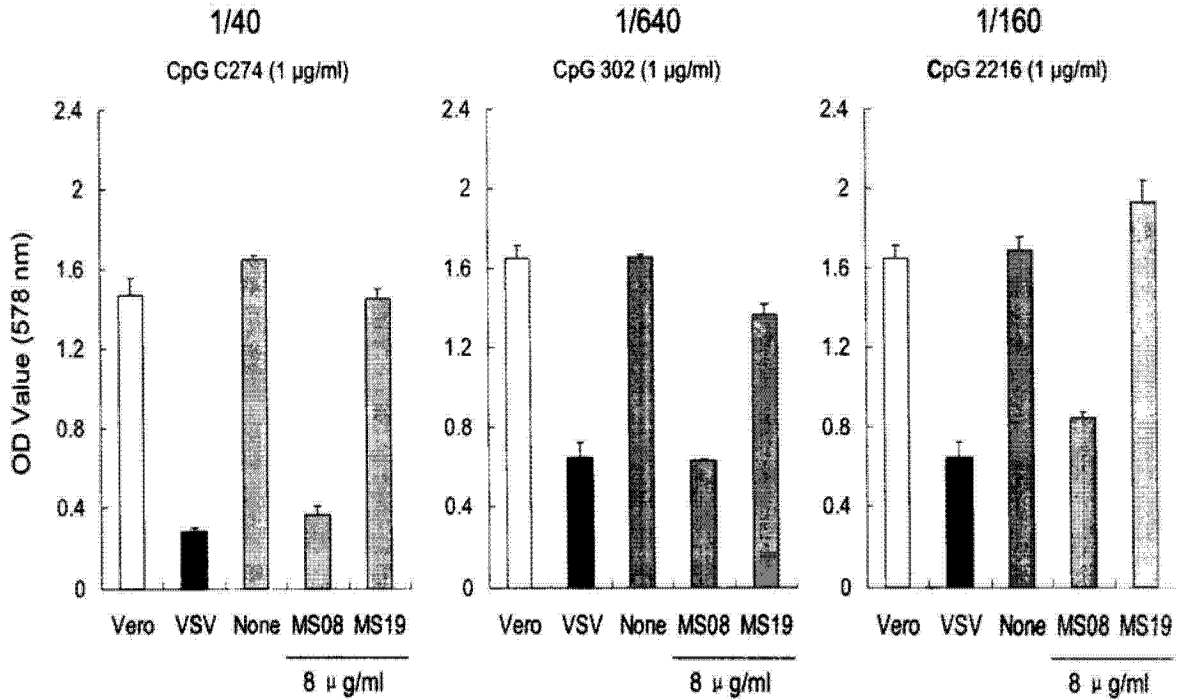 1/40 1/640 1/160
CpG C274 (1 µg/ml) CpG 302 (1 µg/ml) CpG 2216 (1 µg/ml)
OD Value (578 nm)
2.4 2.4 2.4
2 2 2
1.6 1.6 1.6
1.2 1.2 1.2
0.8 0.8 0.8
0.4 0.4 0.4
0 0 0
Vero VSV None MS08 MS19 Vero VSV None MS08 MS19 Vero VSV None MS08 MS19
8 µg/ml 8 µg/ml 8 µg/ml